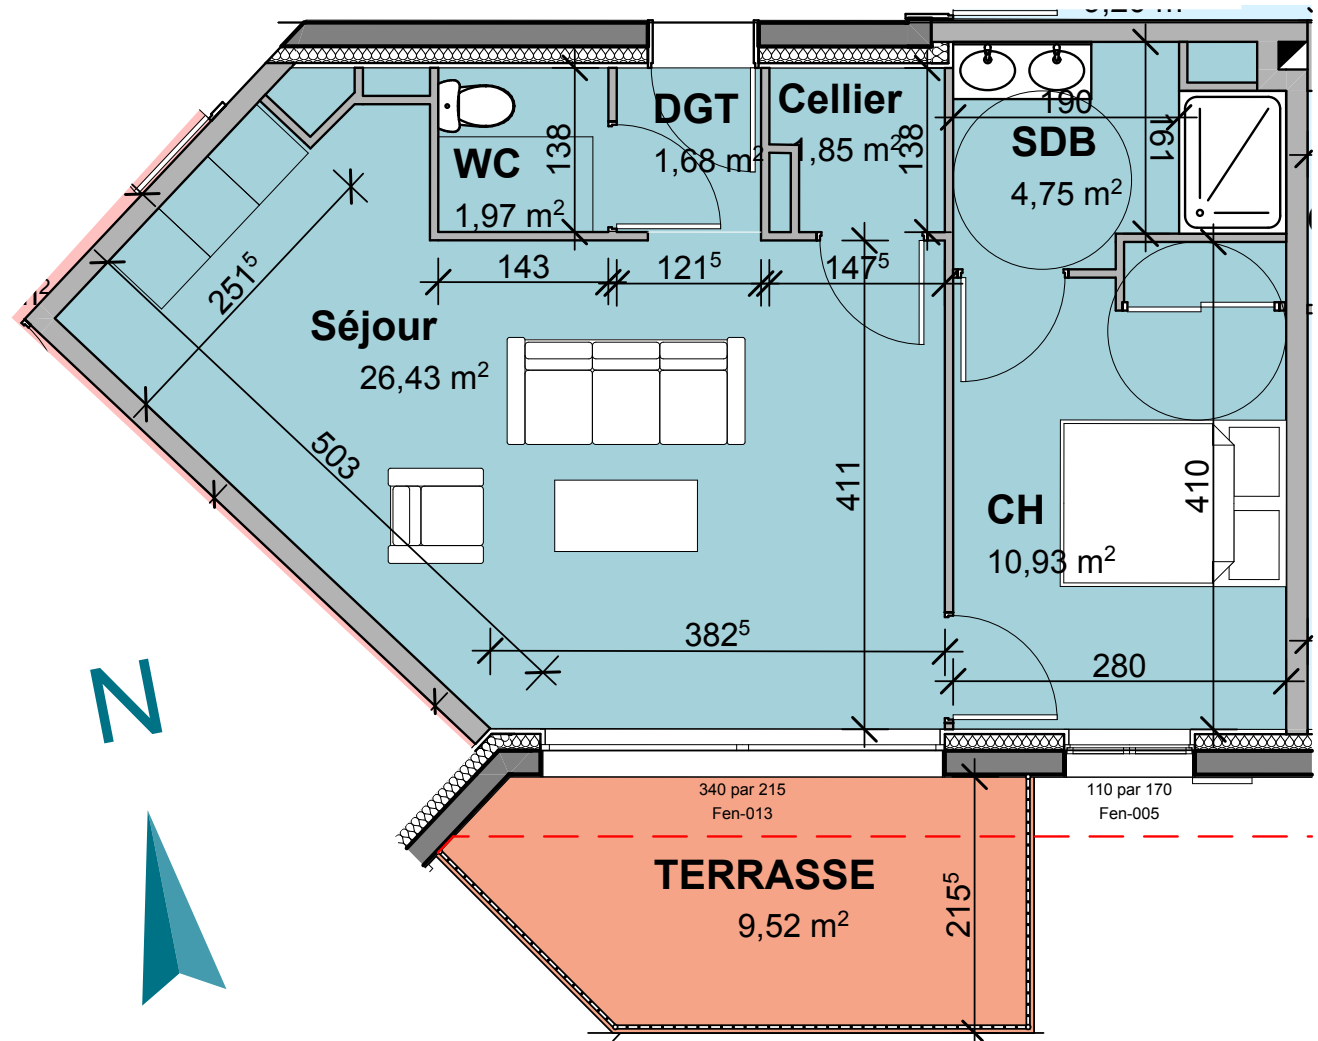 DGT
1,68 m²
Cellier
1,85 m²
138
138
WC
1,97 m²
190
SDB
191
4,75 m²
143
121⁵
147⁵
251⁵
Séjour
26,43 m²
503
411
410
CH
10,93 m²
382⁵
280
N
340 par 215
Fen-013
110 par 170
Fen-005
TERRASSE
9,52 m²
215⁵